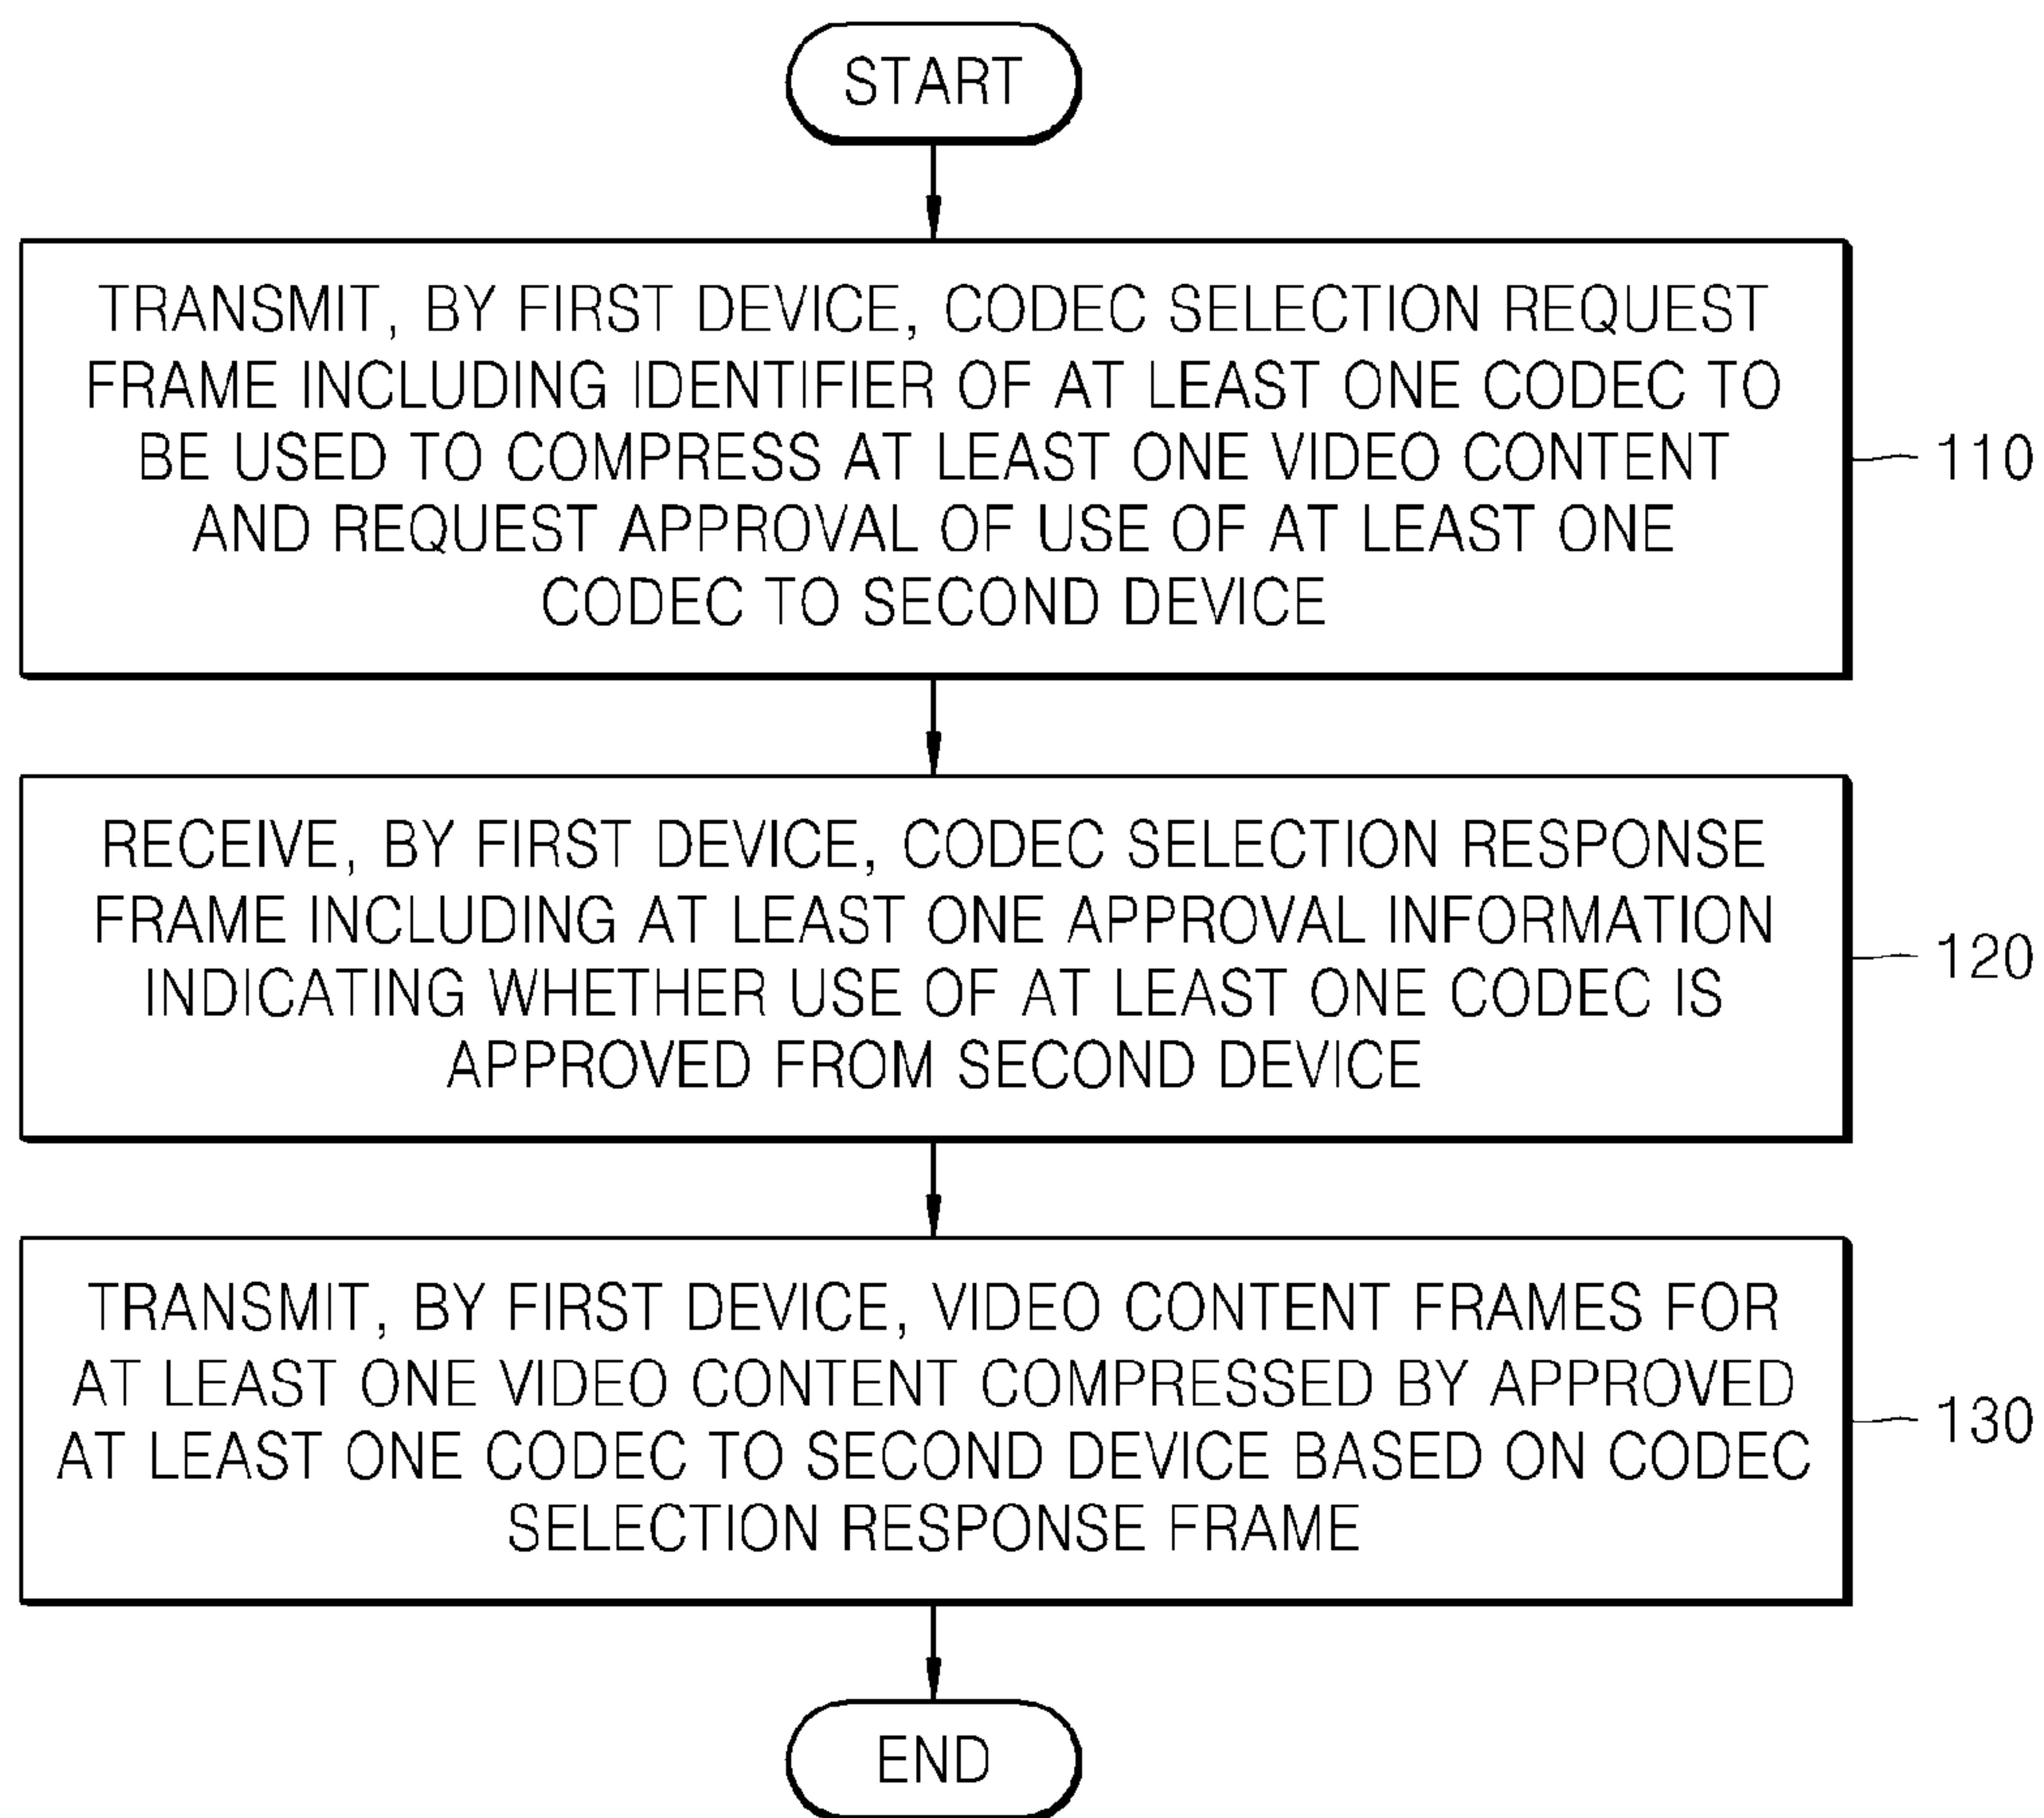 START
TRANSMIT, BY FIRST DEVICE, CODEC SELECTION REQUEST
FRAME INCLUDING IDENTIFIER OF AT LEAST ONE CODEC TO
BE USED TO COMPRESS AT LEAST ONE VIDEO CONTENT
AND REQUEST APPROVAL OF USE OF AT LEAST ONE
CODEC TO SECOND DEVICE
110
RECEIVE, BY FIRST DEVICE, CODEC SELECTION RESPONSE
FRAME INCLUDING AT LEAST ONE APPROVAL INFORMATION
INDICATING WHETHER USE OF AT LEAST ONE CODEC IS
APPROVED FROM SECOND DEVICE
120
TRANSMIT, BY FIRST DEVICE, VIDEO CONTENT FRAMES FOR
AT LEAST ONE VIDEO CONTENT COMPRESSED BY APPROVED
AT LEAST ONE CODEC TO SECOND DEVICE BASED ON CODEC
SELECTION RESPONSE FRAME
130
END